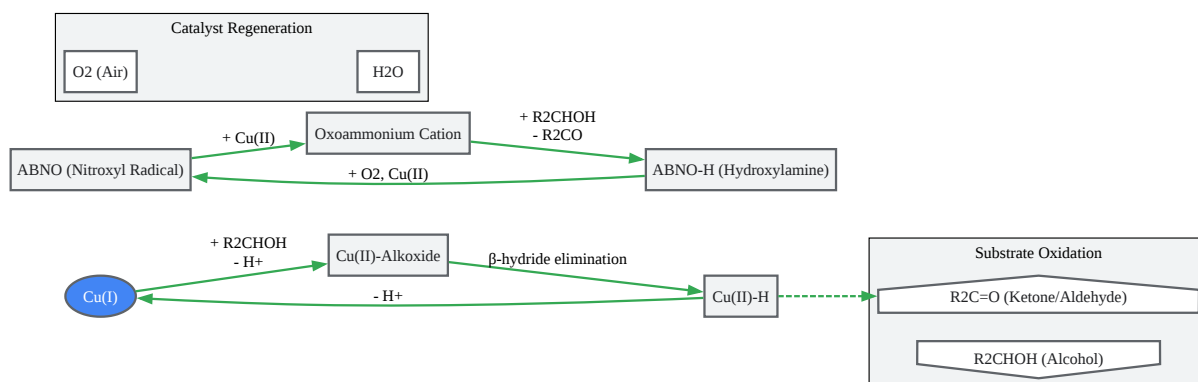 Catalyst Regeneration
O2 (Air)
H2O
+ R2CHOH
- R2CO
+ Cu(II)
Oxoammonium Cation
ABNO (Nitroxyl Radical)
+ O2, Cu(II)
ABNO-H (Hydroxylamine)
+ R2CHOH
- H+
Cu(II)-Alkoxide
β-hydride elimination
Cu(I)
- H+
Cu(II)-H
Substrate Oxidation
R2C=O (Ketone/Aldehyde)
R2CHOH (Alcohol)